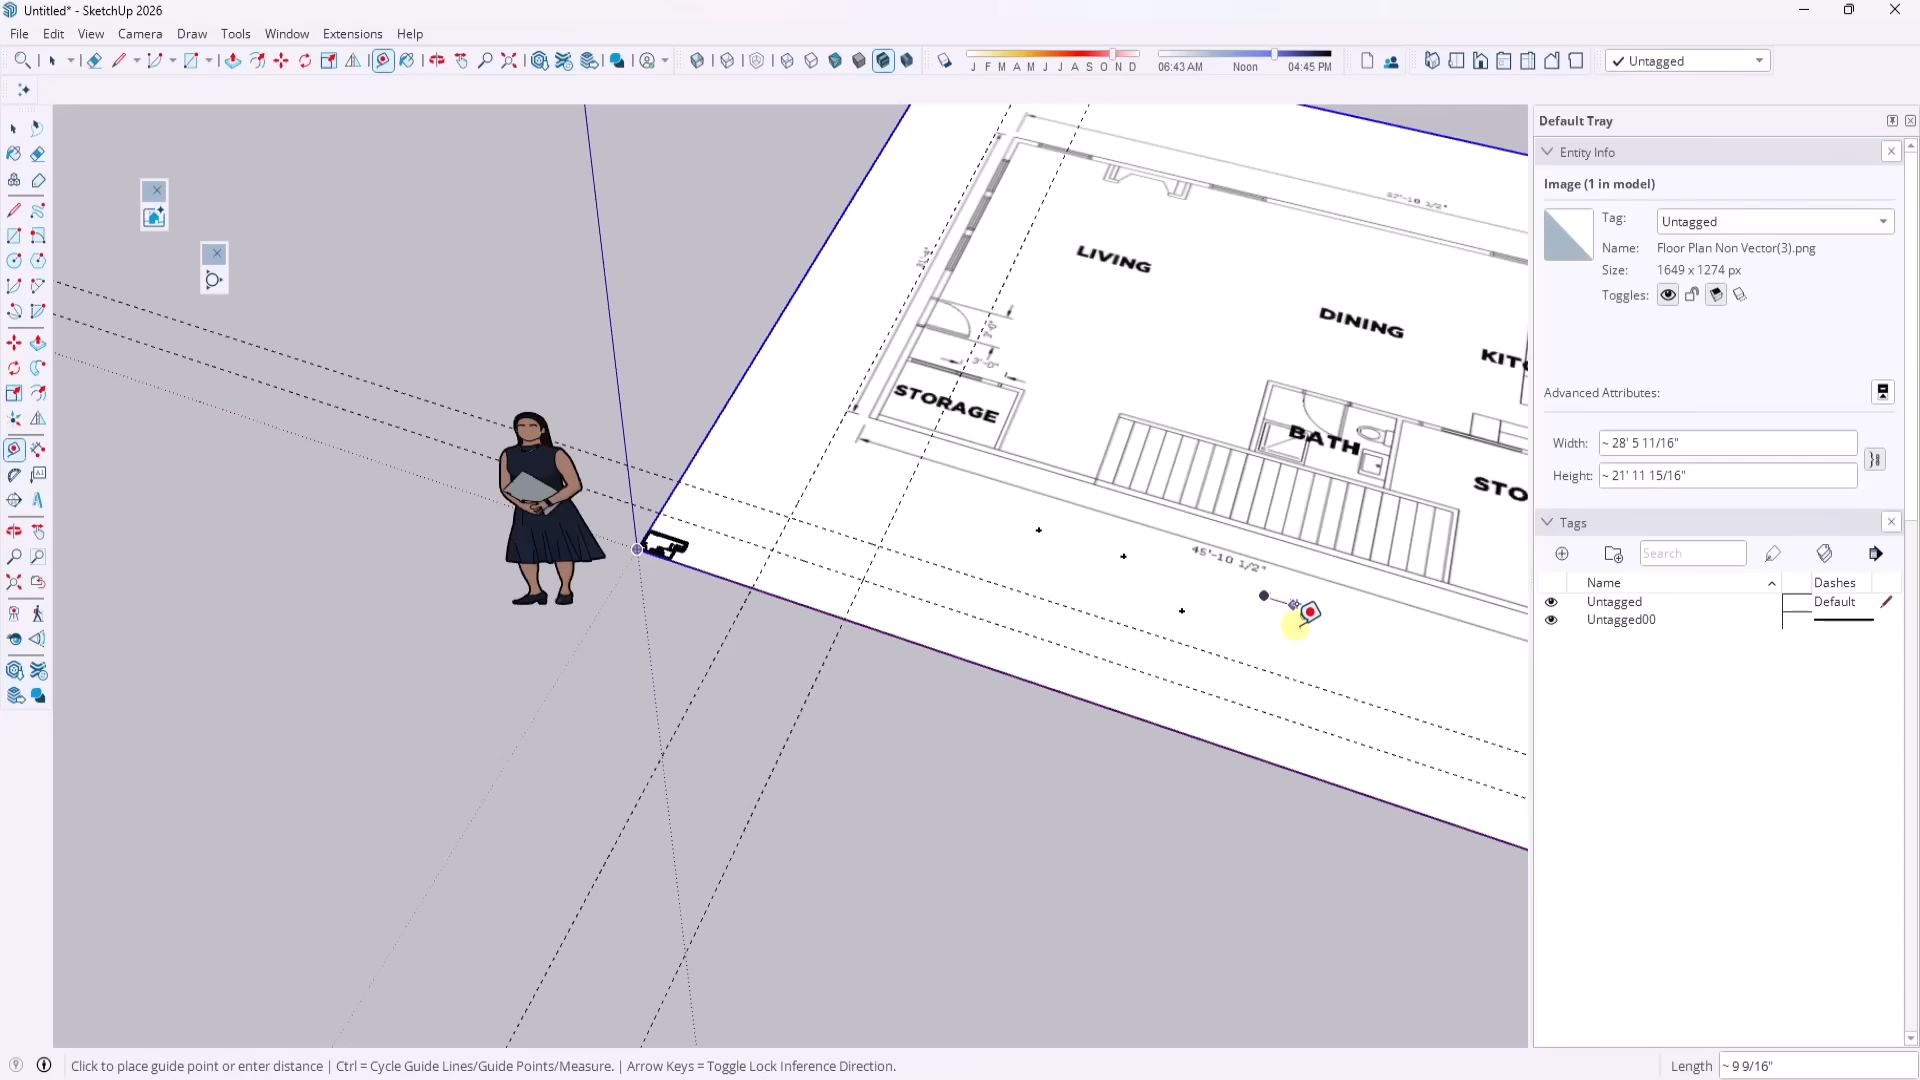 Untitled* - SketchUp 2026
File Edit View Camera Draw Tools Window Extensions Help
J F M A M J J A S O N D
06:43 AM Noon 04:45 PM
Untagged
Default Tray
Entity Info
Image (1 in model)
Tag: Untagged
Name: Floor Plan Non Vector(3).png
Size: 1649 x 1274 px
Toggles:
Advanced Attributes:
Width: ~ 28' 5 11/16"
Height: ~ 21' 11 15/16"
Tags
Search
Name Dashes
Untagged Default
Untagged00
LIVING
DINING
KITC
STORAGE
BATH
STO
3'-0"
45'-10 1/2"
Click to place guide point or enter distance | Ctrl = Cycle Guide Lines/Guide Points/Measure. | Arrow Keys = Toggle Lock Inference Direction.
Length ~ 9 9/16"